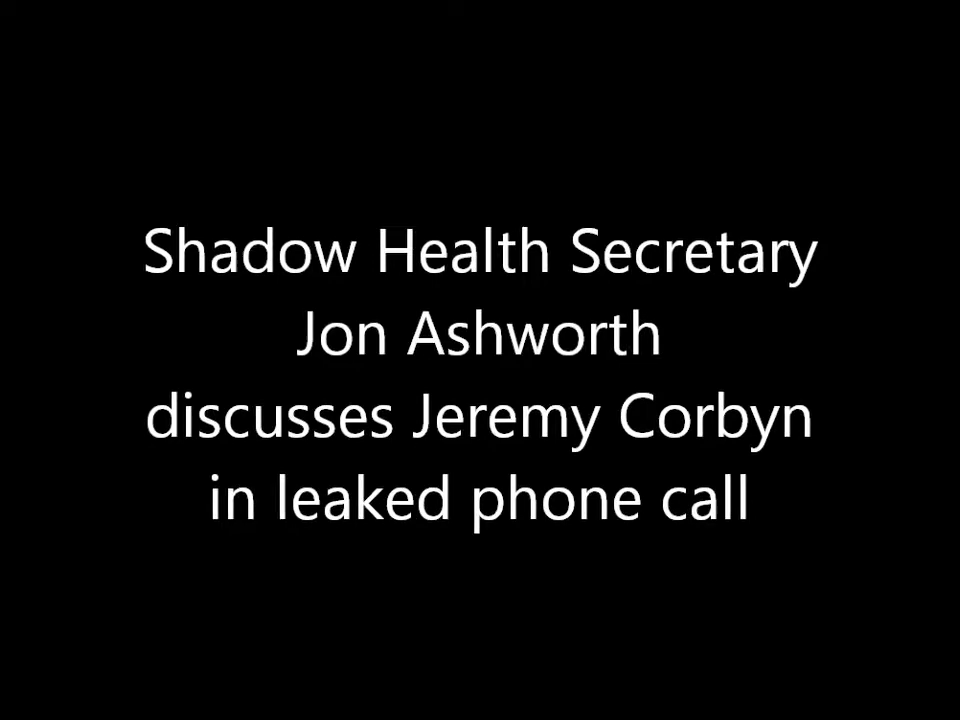 Shadow Health Secretary
Jon Ashworth
discusses Jeremy Corbyn
in leaked phone call